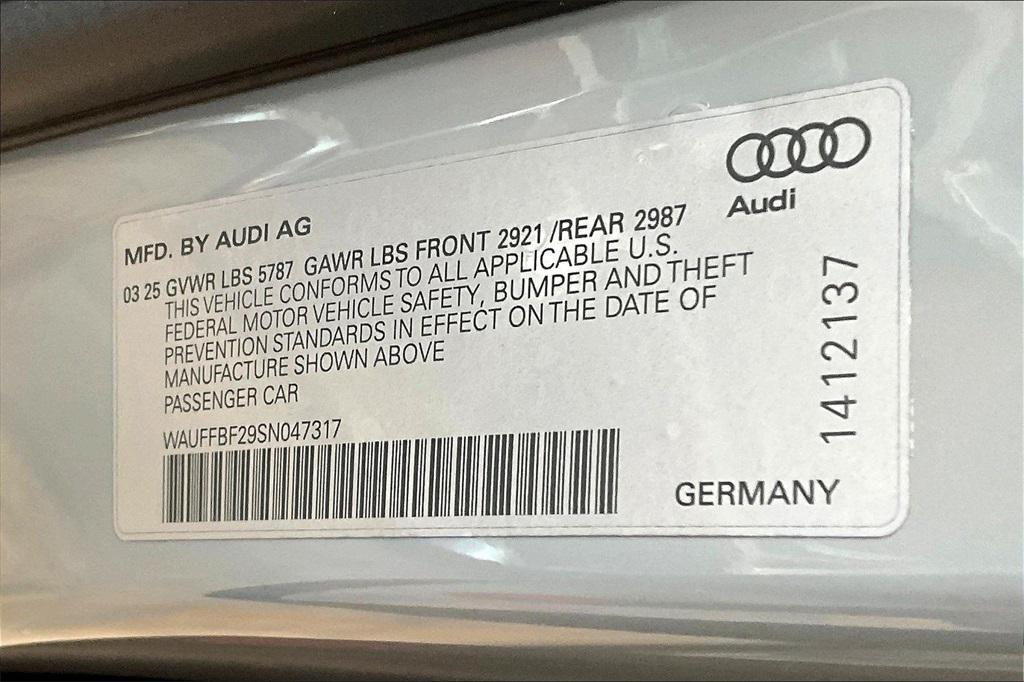 Audi
MFD. BY AUDI AG
03 25 GVWR LBS 5787 GAWR LBS FRONT 2921 /REAR 2987
THIS VEHICLE CONFORMS TO ALL APPLICABLE U.S.
FEDERAL MOTOR VEHICLE SAFETY, BUMPER AND THEFT
PREVENTION STANDARDS IN EFFECT ON THE DATE OF
MANUFACTURE SHOWN ABOVE
PASSENGER CAR
WAUFFBF29SN047317
GERMANY
1412137